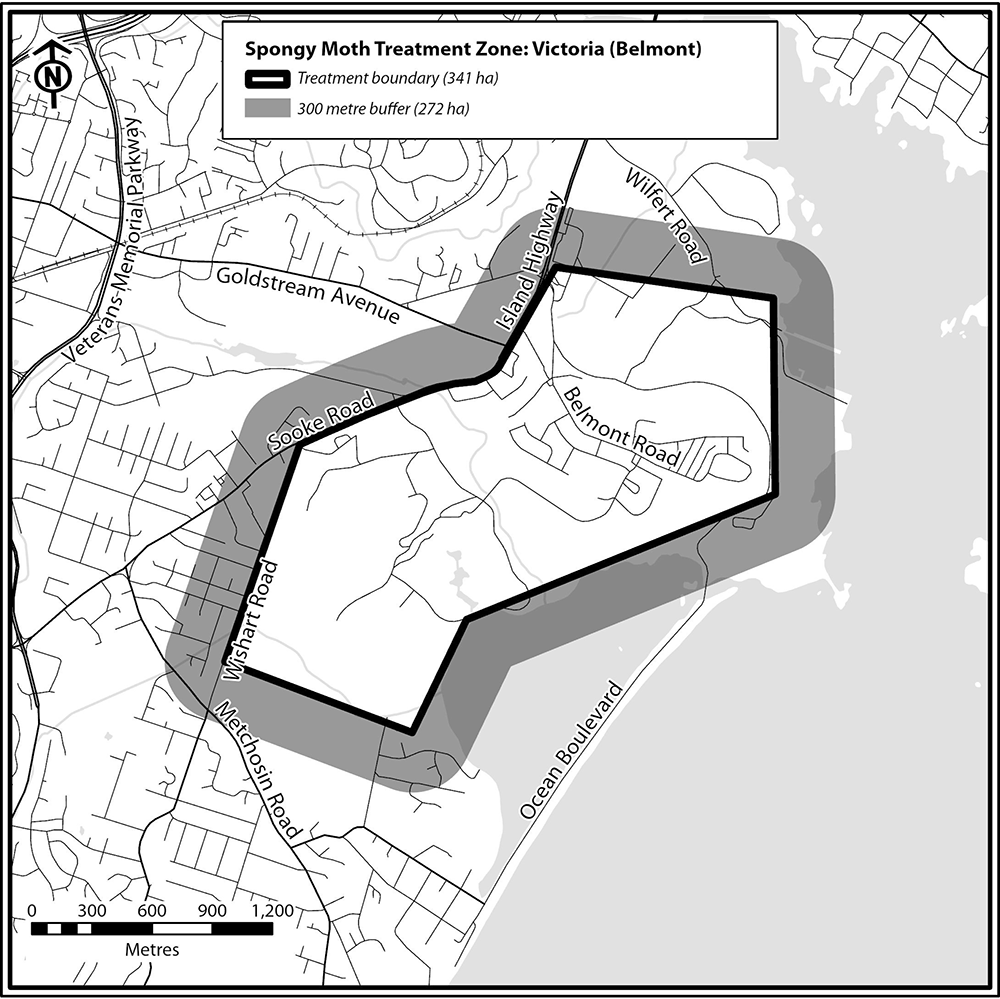 Spongy Moth Treatment Zone: Victoria (Belmont)
Treatment boundary (341 ha)
300 metre buffer (272 ha)
N
Veterans Memorial Parkway
Goldstream Avenue
Island Highway
Wilfert Road
Sooke Road
Belmont Road
Wishart Road
Metchosin Road
Ocean Boulevard
0 300 600 900 1,200
Metres